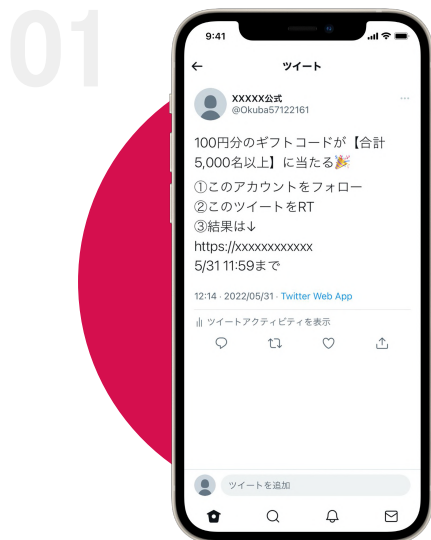 01
9:41
ツイート
XXXXX公式
@Okuba57122161
100円分のギフトコードが【合計
5,000名以上】に当たる🎉
①このアカウントをフォロー
②このツイートをRT
③結果は↓
https://xxxxxxxxxxxx
5/31 11:59まで
12:14 · 2022/05/31 · Twitter Web App
ツイートアクティビティを表示
ツイートを追加